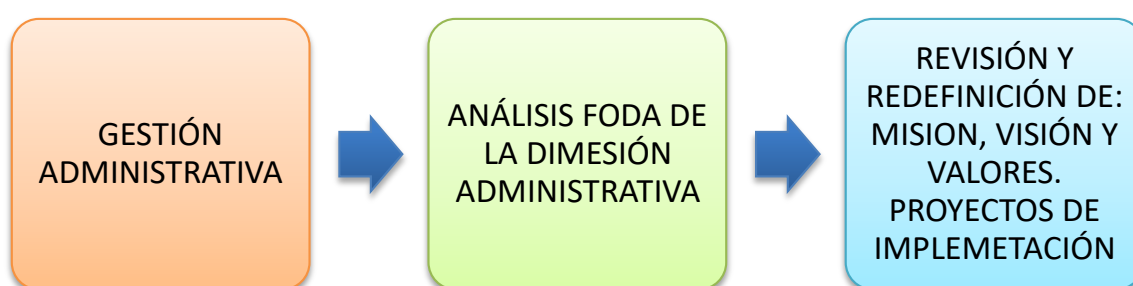 GESTIÓN
ADMINISTRATIVA
ANÁLISIS FODA DE
LA DIMESIÓN
ADMINISTRATIVA
REVISIÓN Y
REDEFINICIÓN DE:
MISION, VISIÓN Y
VALORES.
PROYECTOS DE
IMPLEMETACIÓN